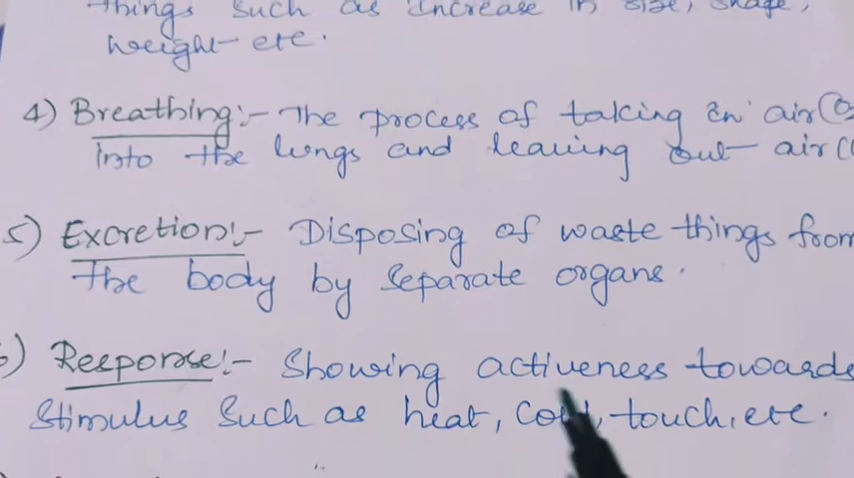 things such as increase in size, shape,
weight etc.
4) Breathing:- The process of taking in air (O
into the lungs and leaving out air (
5) Excretion:- Disposing of waste things from
the body by separate organs.
6) Response:- Showing activeness towards
stimulus such as heat, cold, touch, etc.